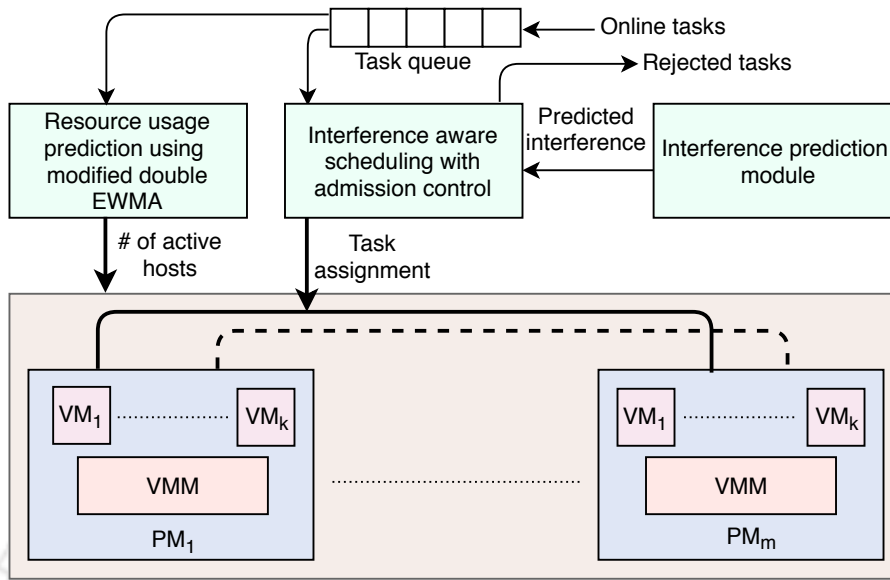 Online tasks
Task queue
Rejected tasks
Resource usage
prediction using
modified double
EWMA
Interference aware
scheduling with
admission control
Predicted
interference
Interference prediction
module
# of active
hosts
Task
assignment
VM₁
VMₖ
VMM
PM₁
VM₁
VMₖ
VMM
PMₘ